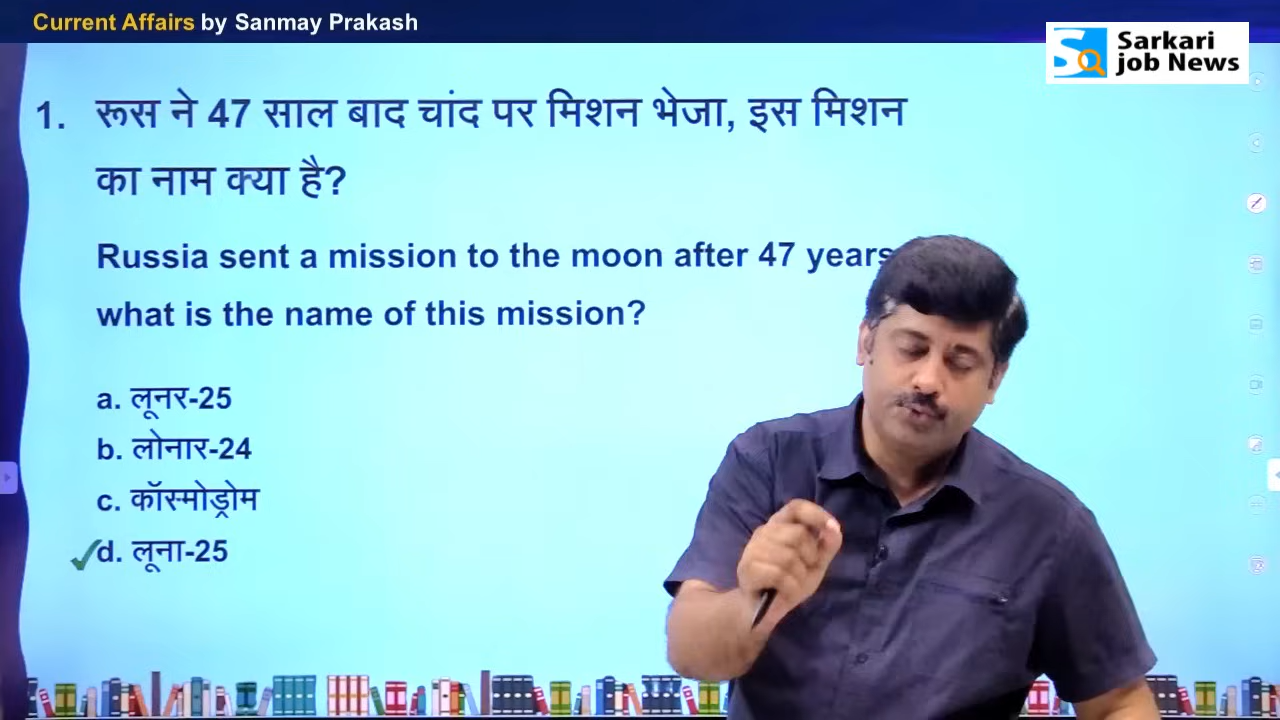 Current Affairs by Sanmay Prakash
Sarkari
job News
1. रूस ने 47 साल बाद चांद पर मिशन भेजा, इस मिशन
का नाम क्या है?
Russia sent a mission to the moon after 47 years
what is the name of this mission?
a. लूनर-25
b. लोनार-24
c. कॉस्मोड्रोम
d. लूना-25